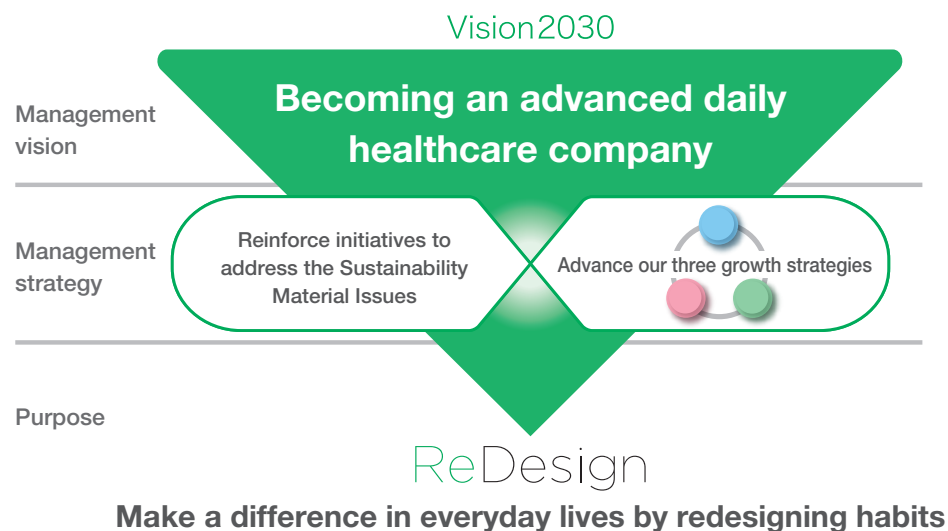 Vision2030
Management
vision
Becoming an advanced daily
healthcare company
Management
strategy
Reinforce initiatives to
address the Sustainability
Material Issues
Advance our three growth strategies
Purpose
ReDesign
Make a difference in everyday lives by redesigning habits